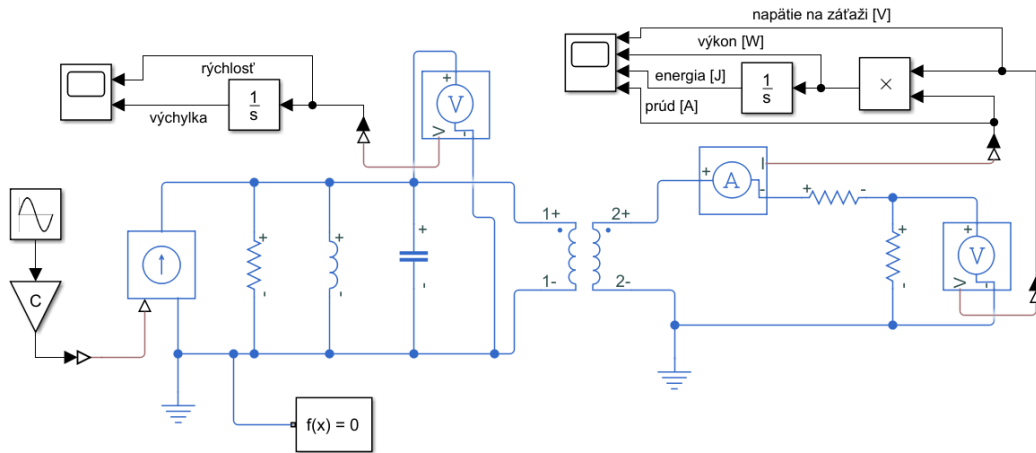 napätie na záťaži [V]
výkon [W]
energia [J]
prúd [A]
1
s
×
rýchlosť
výchylka
1
s
+
V
V
-
+
A
I
-
+
-
1+
2+
1-
2-
+
-
+
-
+
-
+
-
+
V
V
-
C
f(x) = 0